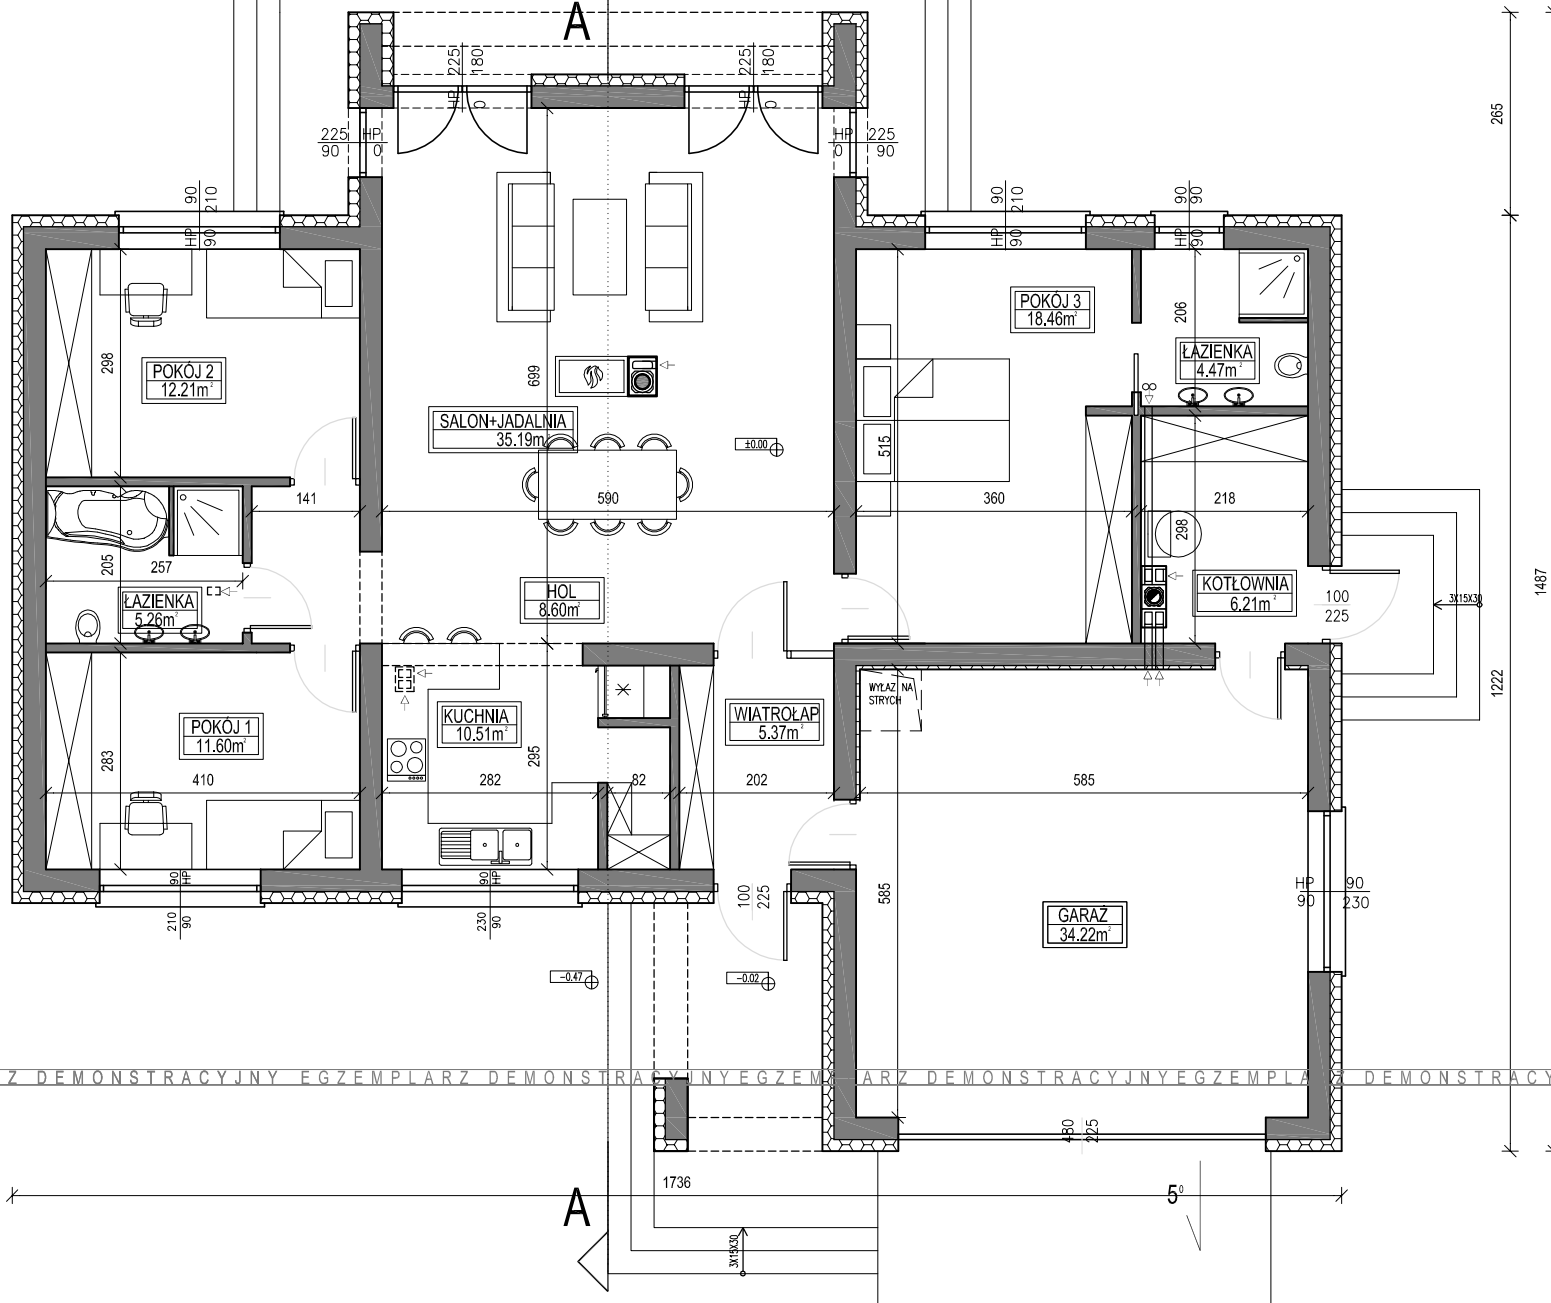 A
225
180
HP
0
225
180
HP
0
225
HP
90
0
HP
225
0
90
90
210
HP
90
90
210
HP
90
90
90
HP
90
265
POKÓJ 2
12.21m²
298
POKÓJ 3
18.46m²
206
ŁAZIENKA
4.47m²
699
SALON+JADALNIA
35.19m²
±0.00
8
515
141
590
360
218
298
205
257
ŁAZIENKA
5.26m²
HOL
8.60m²
KOTŁOWNIA
6.21m²
100
225
3X15X30
1487
1222
WYŁAZ NA
STRYCH
POKÓJ 1
11.60m²
KUCHNIA
10.51m²
WIATROŁAP
5.37m²
283
410
282
295
82
202
585
90
HP
210
90
90
HP
230
90
100
225
585
GARAŻ
34.22m²
HP
90
90
230
-0.47
-0.02
Z DEMONSTRACYJNY EGZEMPLARZ DEMONSTRACYJNY EGZEMPLARZ DEMONSTRACYJNY EGZEMPLARZ DEMONSTRACY
480
225
1736
5⁰
A
3X15X30